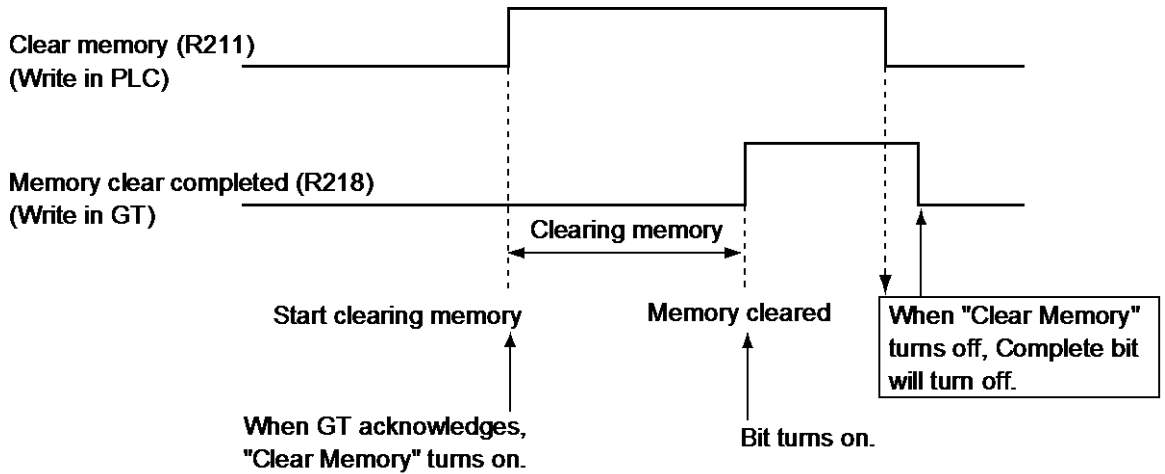 Clear memory (R211)
(Write in PLC)
Memory clear completed (R218)
(Write in GT)
Clearing memory
Start clearing memory
Memory cleared
When "Clear Memory"
turns off, Complete bit
will turn off.
When GT acknowledges,
"Clear Memory" turns on.
Bit turns on.